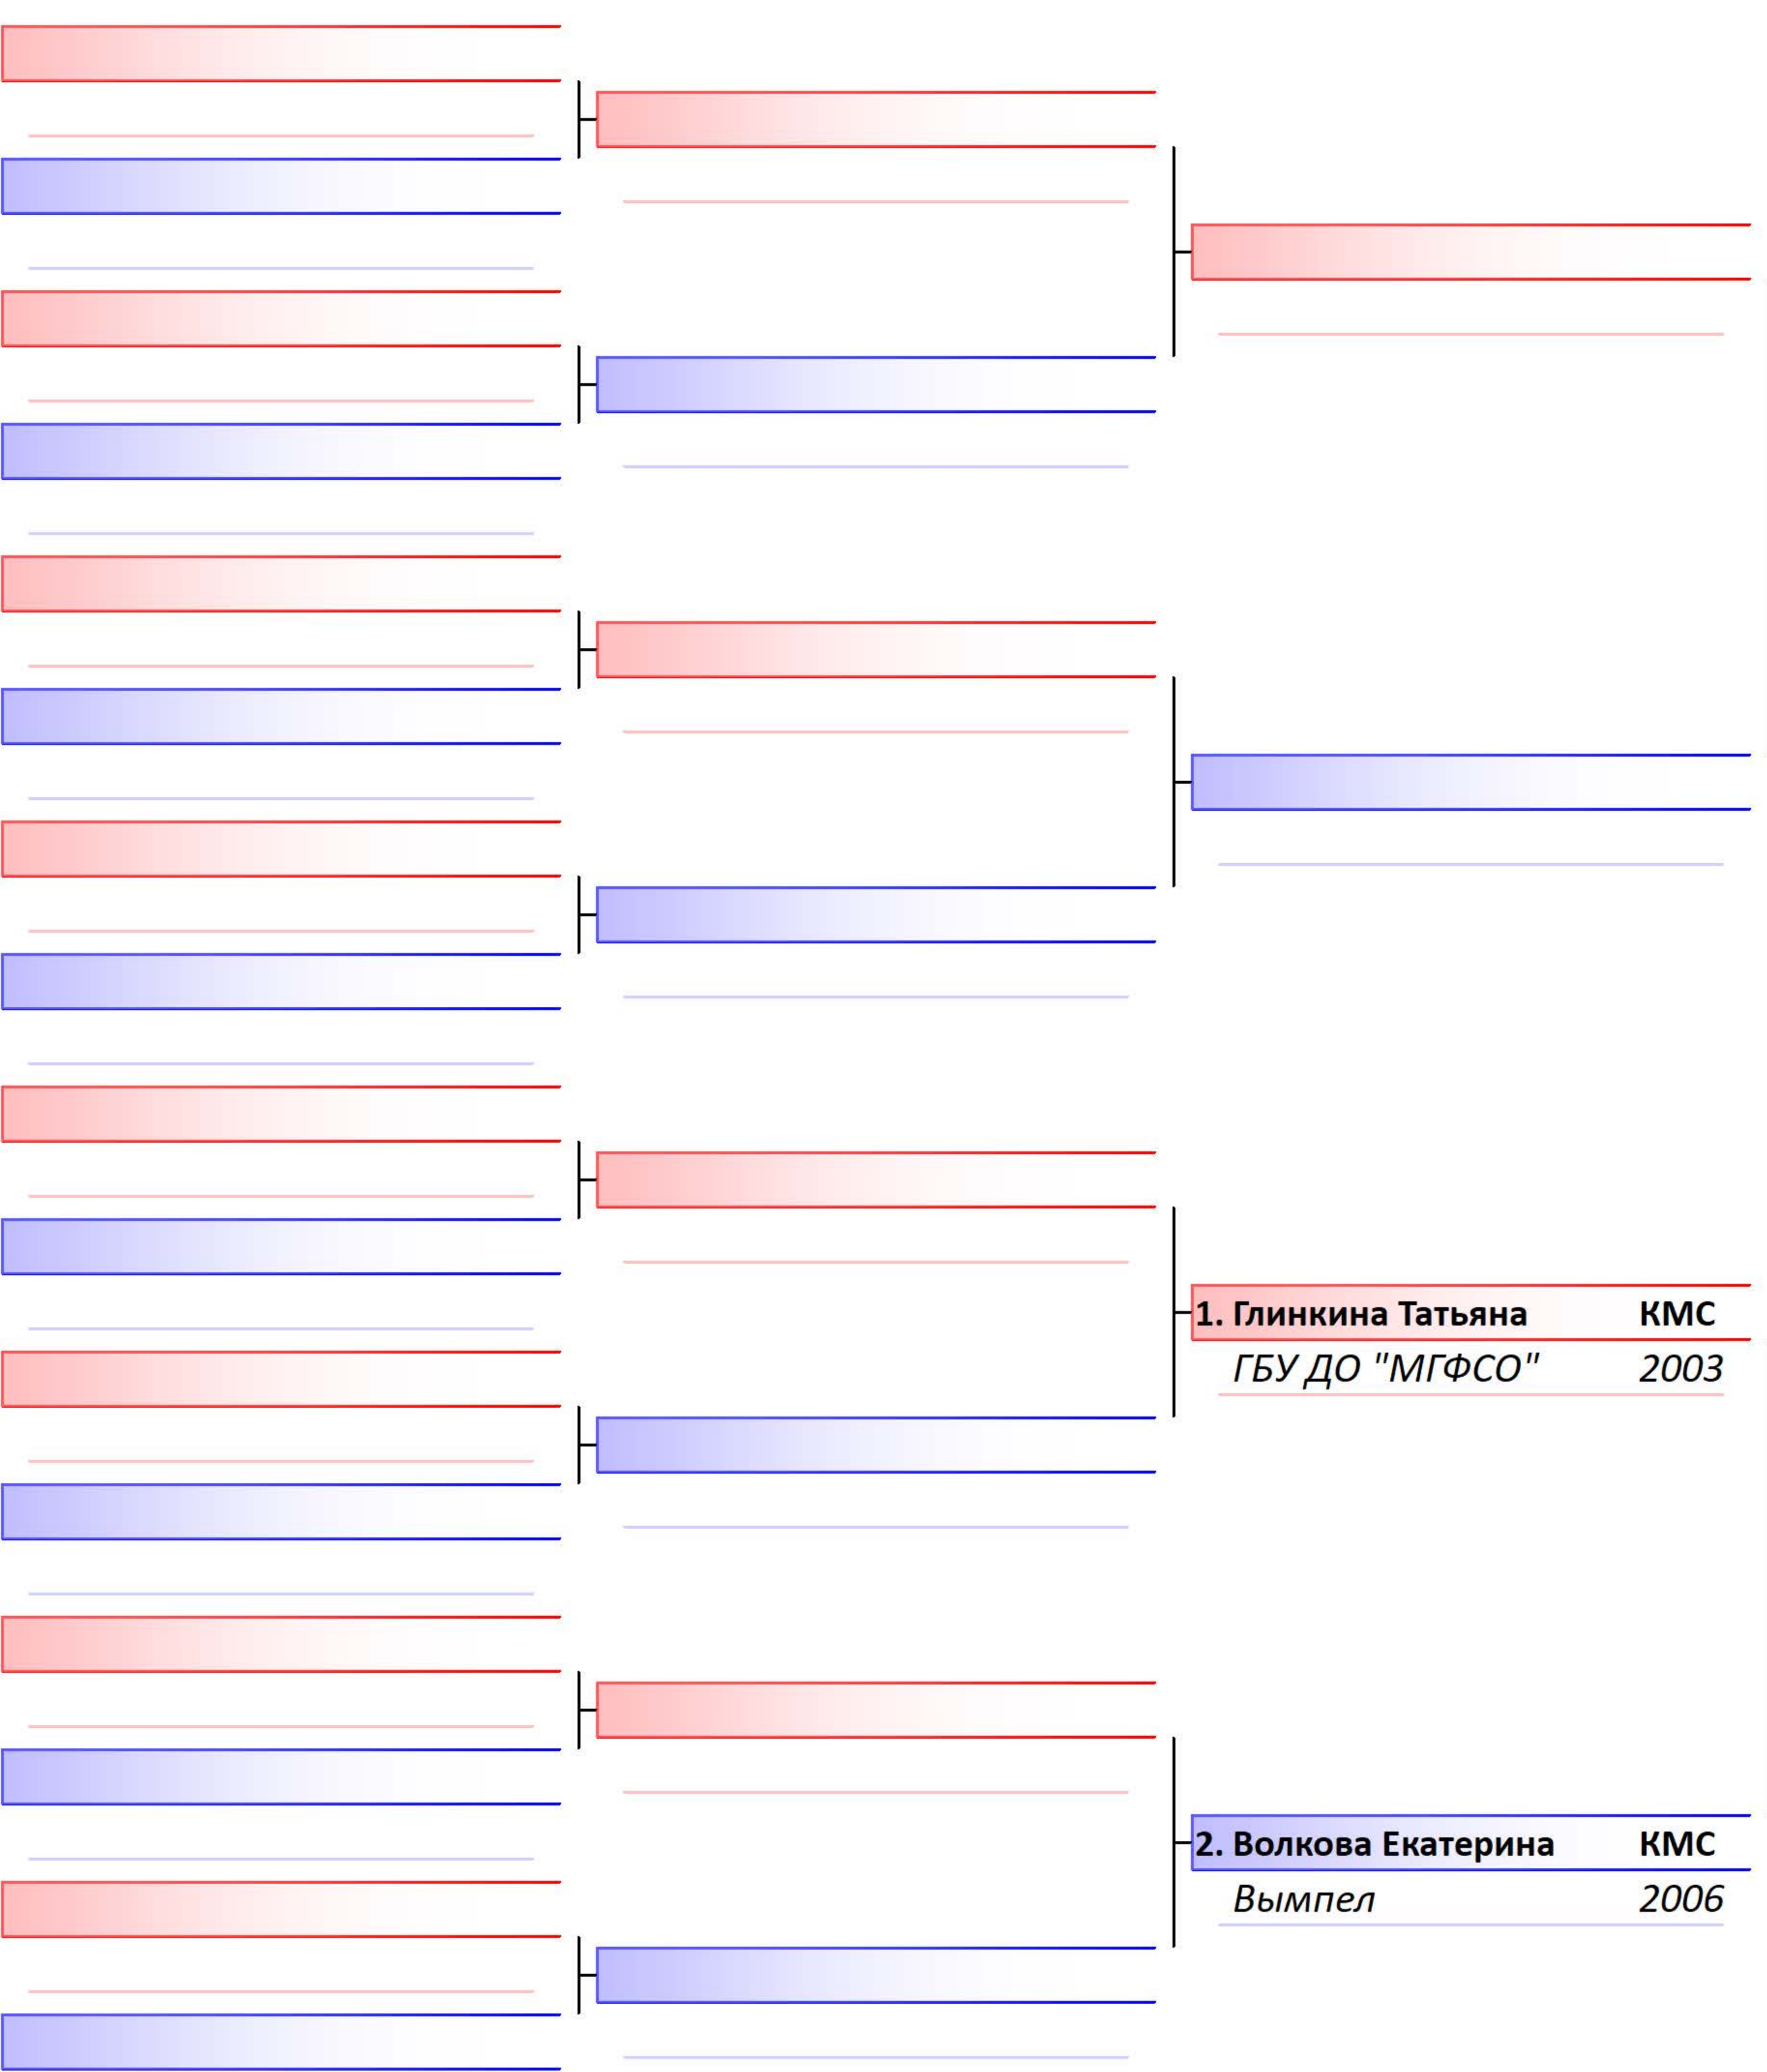 1. Глинкина Татьяна КМС
ГБУ ДО "МГФСО" 2003
2. Волкова Екатерина КМС
Вымпел 2006